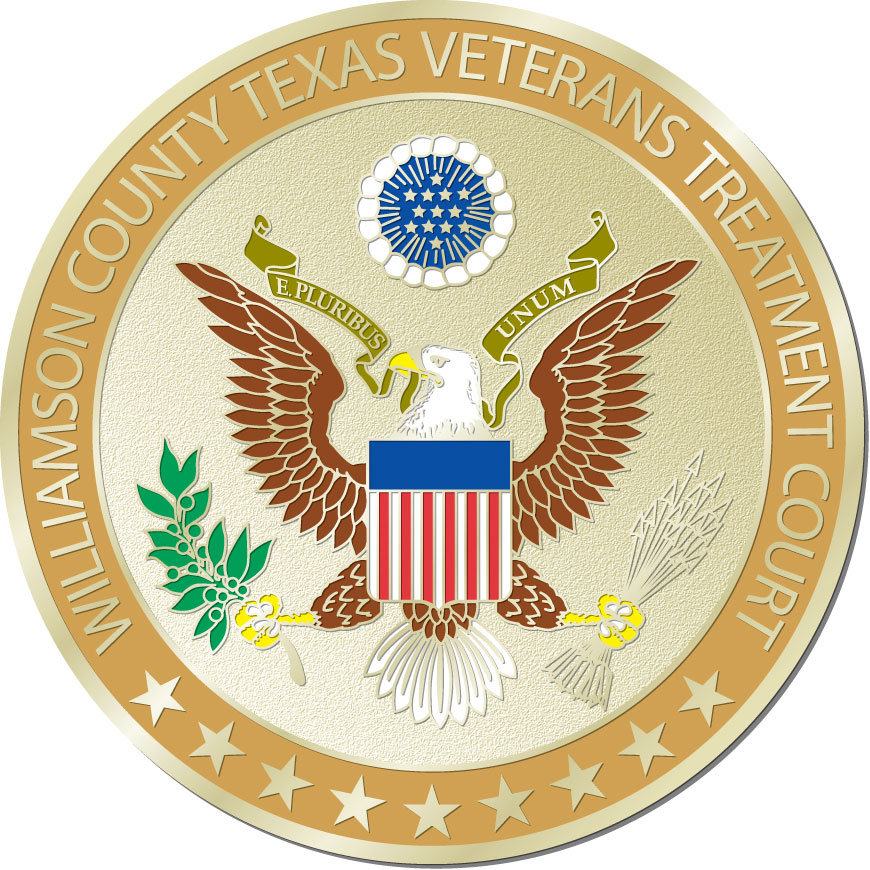 WILLIAMSON COUNTY TEXAS VETERANS TREATMENT COURT
E. PLURIBUS
UNUM